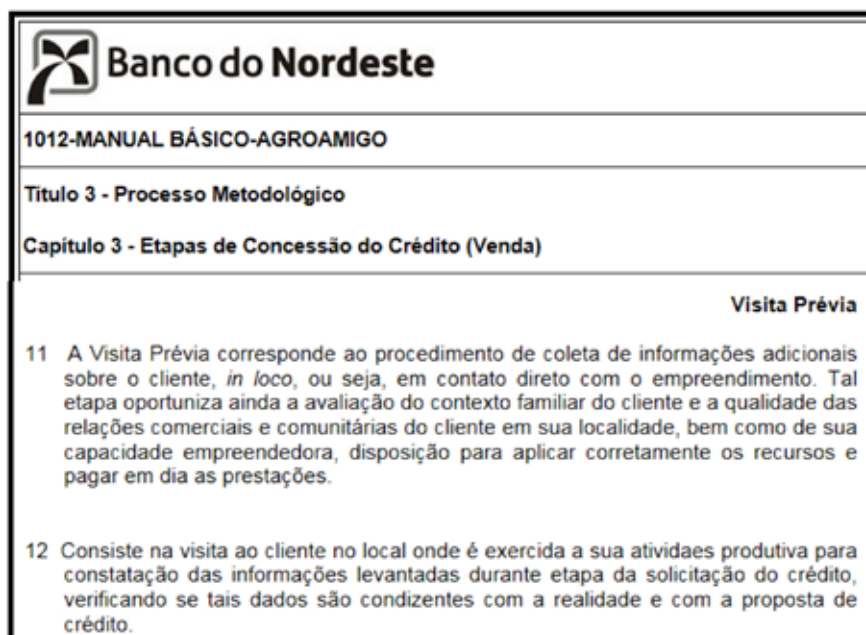 Banco do Nordeste
1012-MANUAL BÁSICO-AGROAMIGO
Título 3 - Processo Metodológico
Capítulo 3 - Etapas de Concessão do Crédito (Venda)
Visita Prévia
11 A Visita Prévia corresponde ao procedimento de coleta de informações adicionais
sobre o cliente, in loco, ou seja, em contato direto com o empreendimento. Tal
etapa oportuniza ainda a avaliação do contexto familiar do cliente e a qualidade das
relações comerciais e comunitárias do cliente em sua localidade, bem como de sua
capacidade empreendedora, disposição para aplicar corretamente os recursos e
pagar em dia as prestações.
12 Consiste na visita ao cliente no local onde é exercida a sua atividaes produtiva para
constatação das informações levantadas durante etapa da solicitação do crédito,
verificando se tais dados são condizentes com a realidade e com a proposta de
crédito.